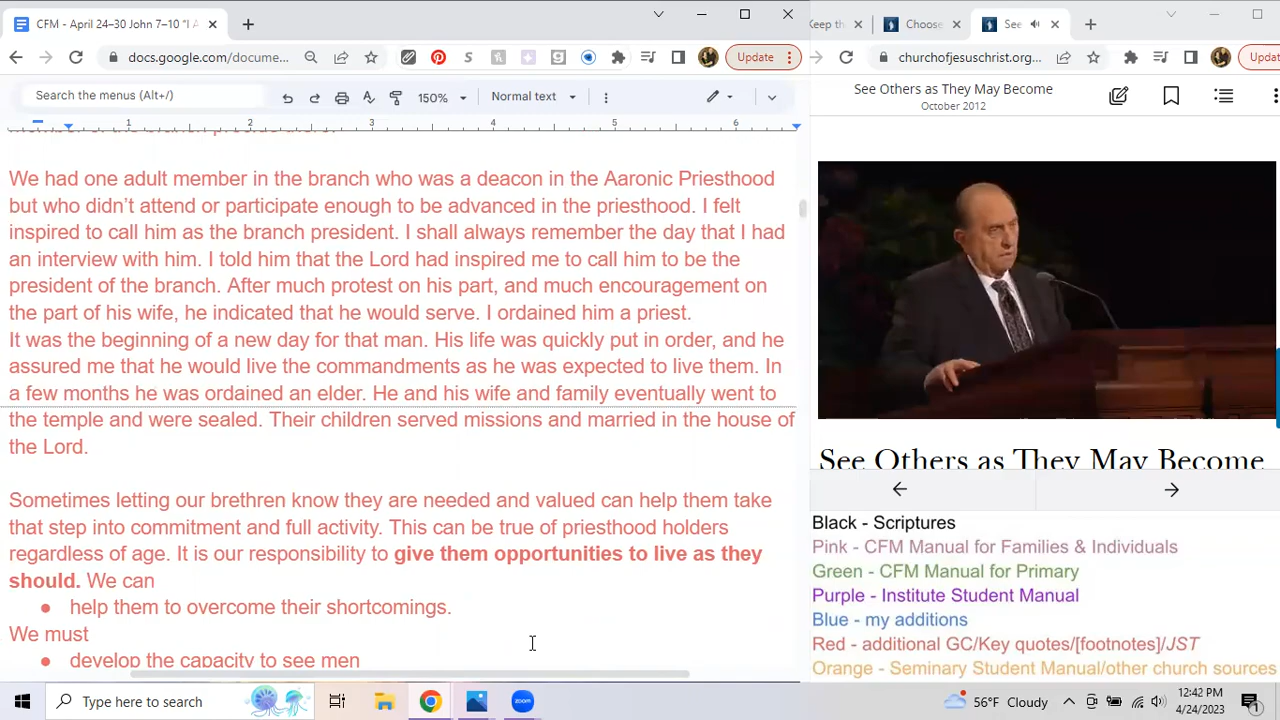 CFM - April 24–30 John 7–10 "I A
docs.google.com/docume...
Update
Search the menus (Alt+/)
150%
Normal text
1 2 3 4 5 6
We had one adult member in the branch who was a deacon in the Aaronic Priesthood
but who didn't attend or participate enough to be advanced in the priesthood. I felt
inspired to call him as the branch president. I shall always remember the day that I had
an interview with him. I told him that the Lord had inspired me to call him to be the
president of the branch. After much protest on his part, and much encouragement on
the part of his wife, he indicated that he would serve. I ordained him a priest.
It was the beginning of a new day for that man. His life was quickly put in order, and he
assured me that he would live the commandments as he was expected to live them. In
a few months he was ordained an elder. He and his wife and family eventually went to
the temple and were sealed. Their children served missions and married in the house of
the Lord.
Sometimes letting our brethren know they are needed and valued can help them take
that step into commitment and full activity. This can be true of priesthood holders
regardless of age. It is our responsibility to give them opportunities to live as they
should. We can
● help them to overcome their shortcomings.
We must
● develop the capacity to see men
eep the
Choose
See
churchofjesuschrist.org...
Updat
See Others as They May Become
October 2012
See Others as They May Become
Black - Scriptures
Pink - CFM Manual for Families & Individuals
Green - CFM Manual for Primary
Purple - Institute Student Manual
Blue - my additions
Red - additional GC/Key quotes/[footnotes]/JST
Orange - Seminary Student Manual/other church sources
Type here to search
zoom
56°F Cloudy
12:42 PM
4/24/2023
1